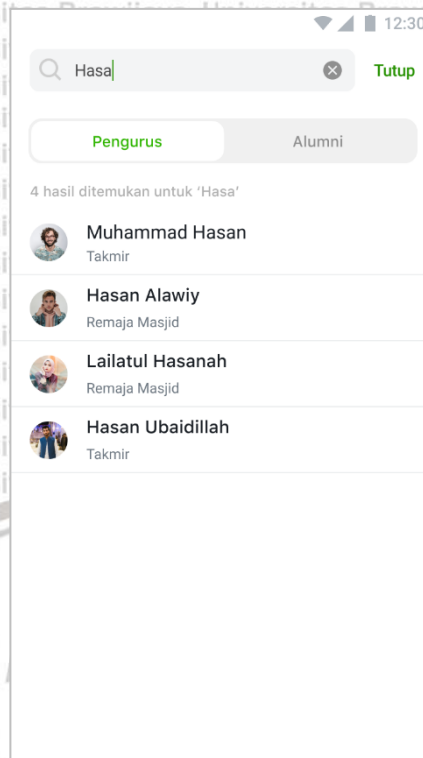 12:30
Hasa
Tutup
Pengurus
Alumni
4 hasil ditemukan untuk ‘Hasa’
Muhammad Hasan
Takmir
Hasan Alawiy
Remaja Masjid
Lailatul Hasanah
Remaja Masjid
Hasan Ubaidillah
Takmir